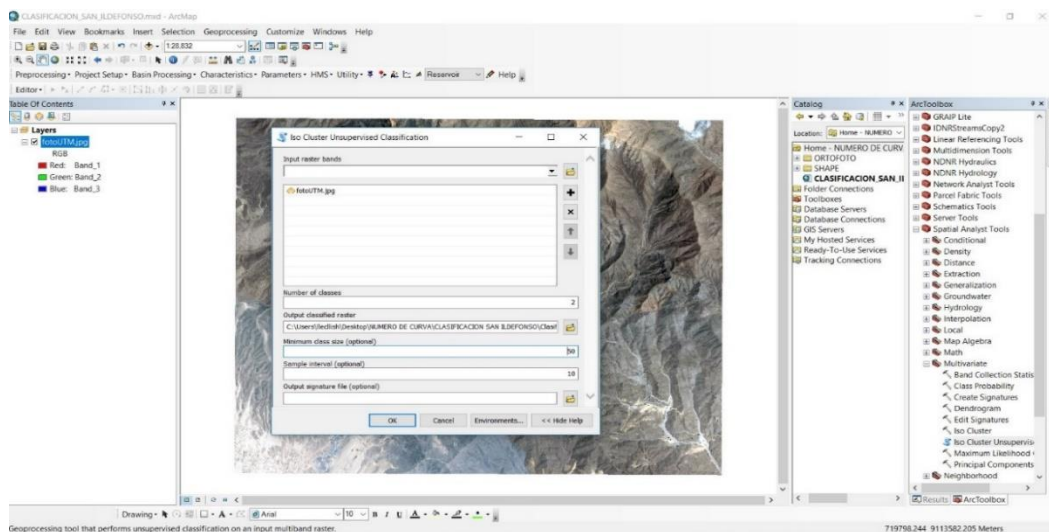 CLASIFICACION_SAN_ILDEFONSO.mxd - ArcMap
File Edit View Bookmarks Insert Selection Geoprocessing Customize Windows Help
1:28.832
Preprocessing Project Setup Basin Processing Characteristics Parameters HMS Utility Reservoir Help
Editor
Table Of Contents
Layers
fotoUTM.jpg
RGB
Red: Band_1
Green: Band_2
Blue: Band_3
Iso Cluster Unsupervised Classification
Input raster bands
fotoUTM.jpg
Number of classes
2
Output classified raster
C:\Users\leclish\Desktop\NUMERO DE CURVA\CLASIFICACION SAN ILDEFONSO\Clasif
Minimum class size (optional)
50
Sample interval (optional)
10
Output signature file (optional)
OK Cancel Environments... << Hide Help
Catalog
Location: Home - NUMERO
Home - NUMERO DE CURV
ORTOFOTO
SHAPE
CLASIFICACION_SAN_II
Folder Connections
Toolboxes
Database Servers
Database Connections
GIS Servers
My Hosted Services
Ready-To-Use Services
Tracking Connections
ArcToolbox
GRAIP Lite
IDNRStreamsCopy2
Linear Referencing Tools
Multidimension Tools
NDNR Hydraulics
NDNR Hydrology
Network Analyst Tools
Parcel Fabric Tools
Schematics Tools
Server Tools
Spatial Analyst Tools
Conditional
Density
Distance
Extraction
Generalization
Groundwater
Hydrology
Interpolation
Local
Map Algebra
Math
Multivariate
Band Collection Statis
Class Probability
Create Signatures
Dendrogram
Edit Signatures
Iso Cluster
Iso Cluster Unsupervis
Maximum Likelihood
Principal Components
Neighborhood
Results ArcToolbox
Drawing A Arial 10 B I U A
Geoprocessing tool that performs unsupervised classification on an input multiband raster.
719798.244 9113582.205 Meters